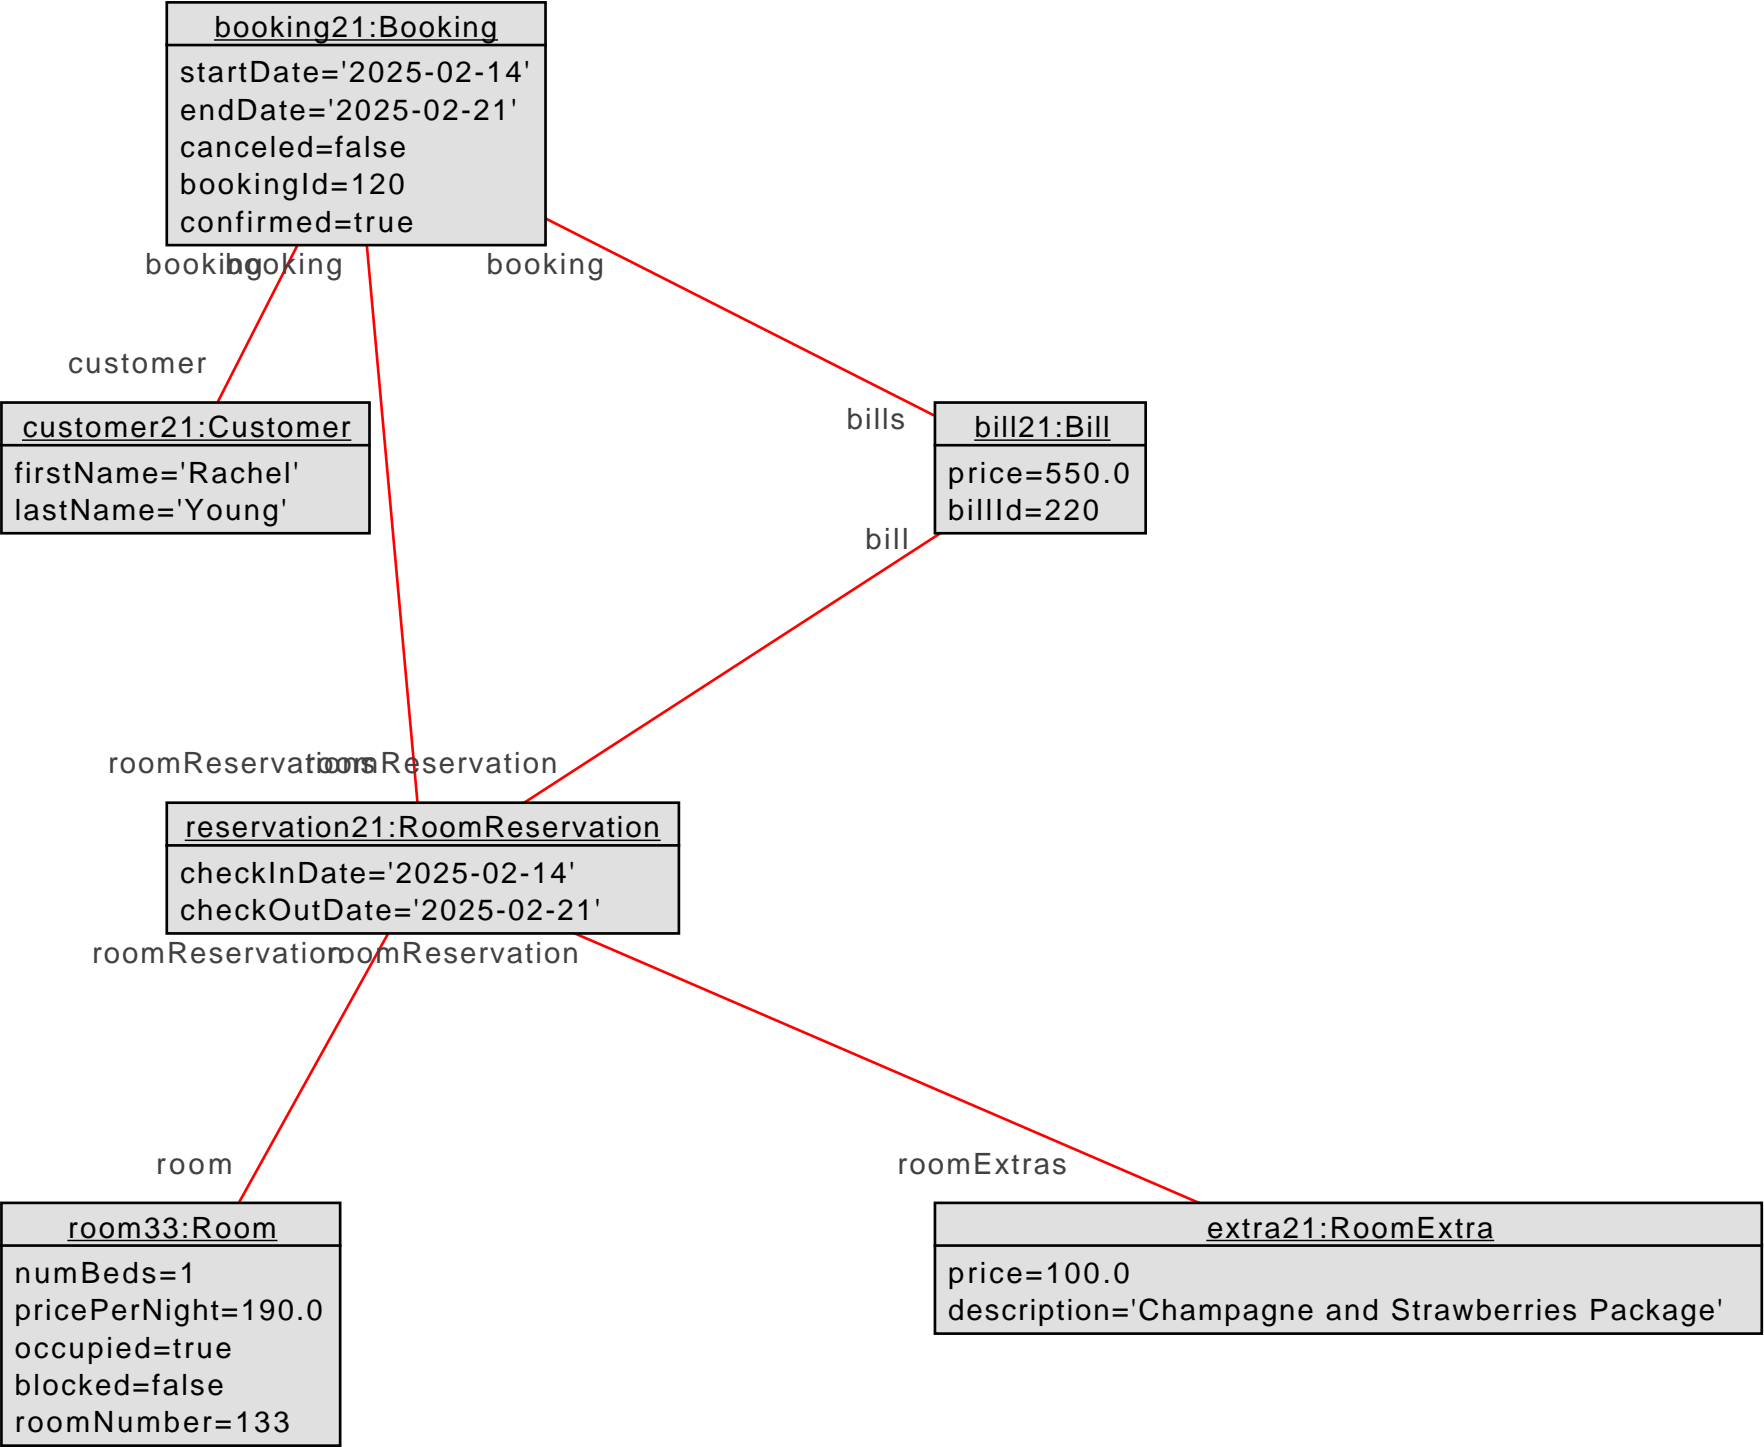 booking21:Booking
startDate='2025-02-14'
endDate='2025-02-21'
canceled=false
bookingId=120
confirmed=true
booking
booking
booking
customer
customer21:Customer
firstName='Rachel'
lastName='Young'
bills
bill21:Bill
price=550.0
billId=220
bill
roomReservations
roomReservation
reservation21:RoomReservation
checkInDate='2025-02-14'
checkOutDate='2025-02-21'
roomReservation
roomReservation
room
roomExtras
room33:Room
numBeds=1
pricePerNight=190.0
occupied=true
blocked=false
roomNumber=133
extra21:RoomExtra
price=100.0
description='Champagne and Strawberries Package'